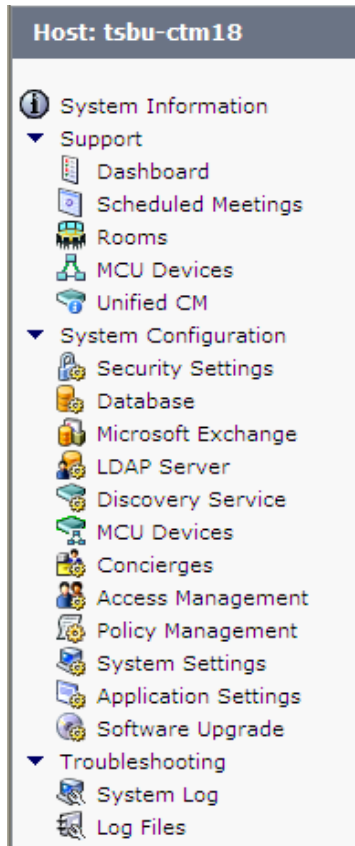 Host: tsbu-ctm18
System Information
Support
Dashboard
Scheduled Meetings
Rooms
MCU Devices
Unified CM
System Configuration
Security Settings
Database
Microsoft Exchange
LDAP Server
Discovery Service
MCU Devices
Concierges
Access Management
Policy Management
System Settings
Application Settings
Software Upgrade
Troubleshooting
System Log
Log Files